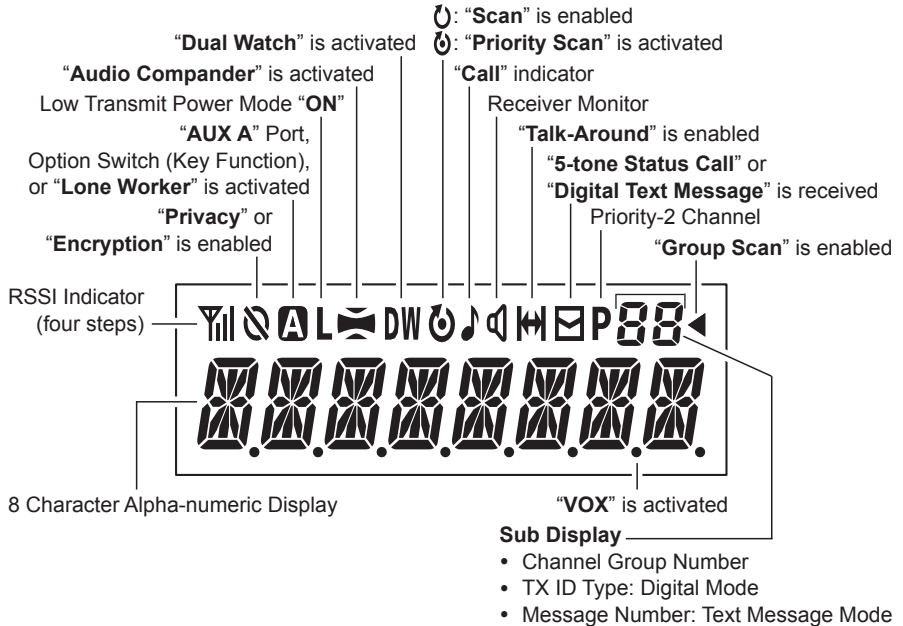 : “Scan” is enabled
“Dual Watch” is activated
: “Priority Scan” is activated
“Audio Compander” is activated
“Call” indicator
Low Transmit Power Mode “ON”
Receiver Monitor
“AUX A” Port,
Option Switch (Key Function),
or “Lone Worker” is activated
“Talk-Around” is enabled
“5-tone Status Call” or
“Digital Text Message” is received
“Privacy” or
“Encryption” is enabled
Priority-2 Channel
“Group Scan” is enabled
RSSI Indicator
(four steps)
A L DW P 88
8 Character Alpha-numeric Display
“VOX” is activated
Sub Display
• Channel Group Number
• TX ID Type: Digital Mode
• Message Number: Text Message Mode